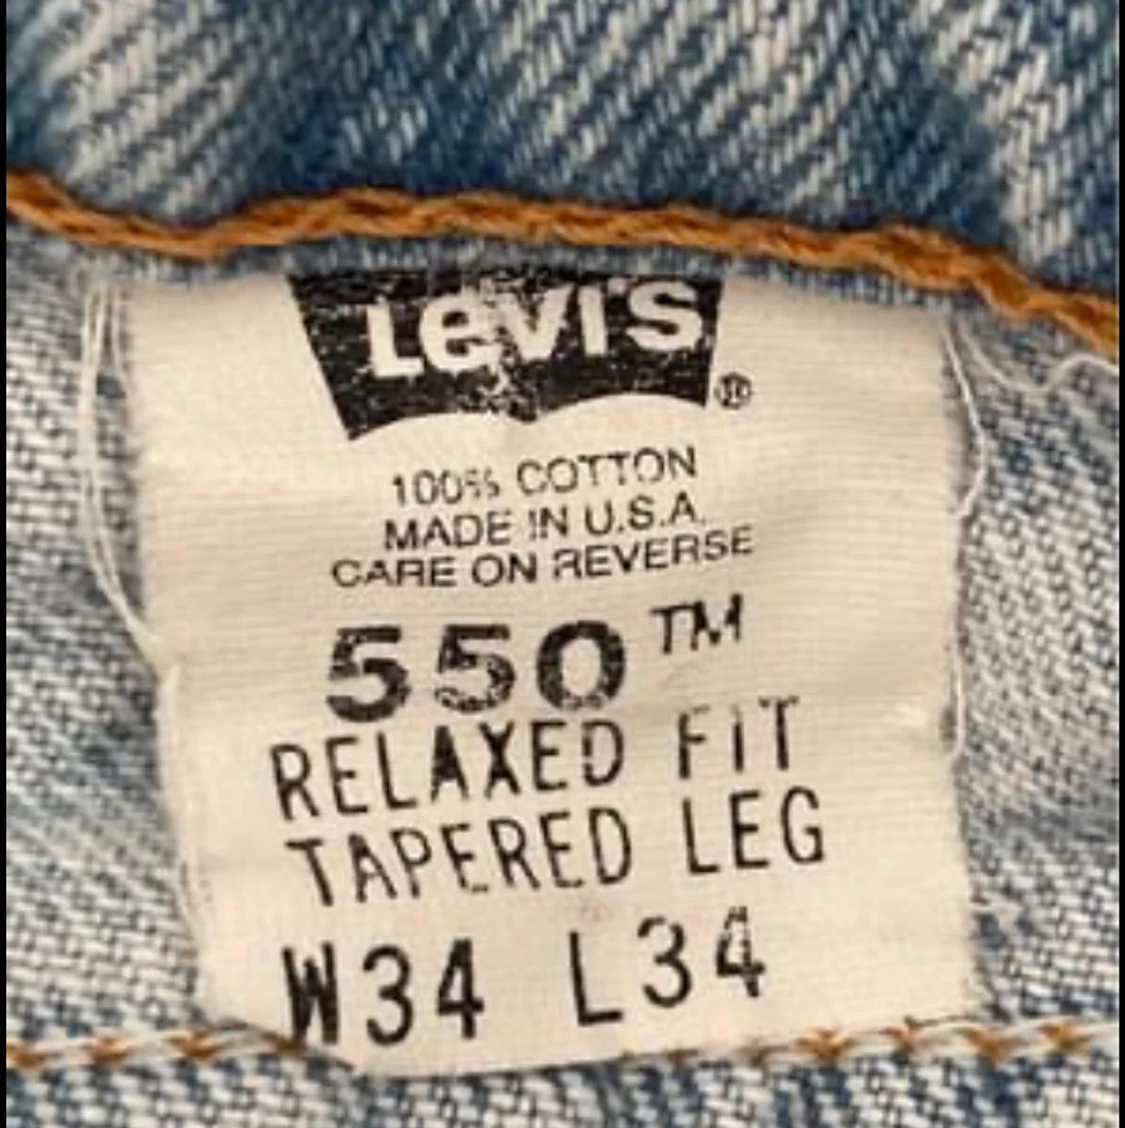 Levi's ®
100% COTTON
MADE IN U.S.A.
CARE ON REVERSE
550™
RELAXED FIT
TAPERED LEG
W34 L34